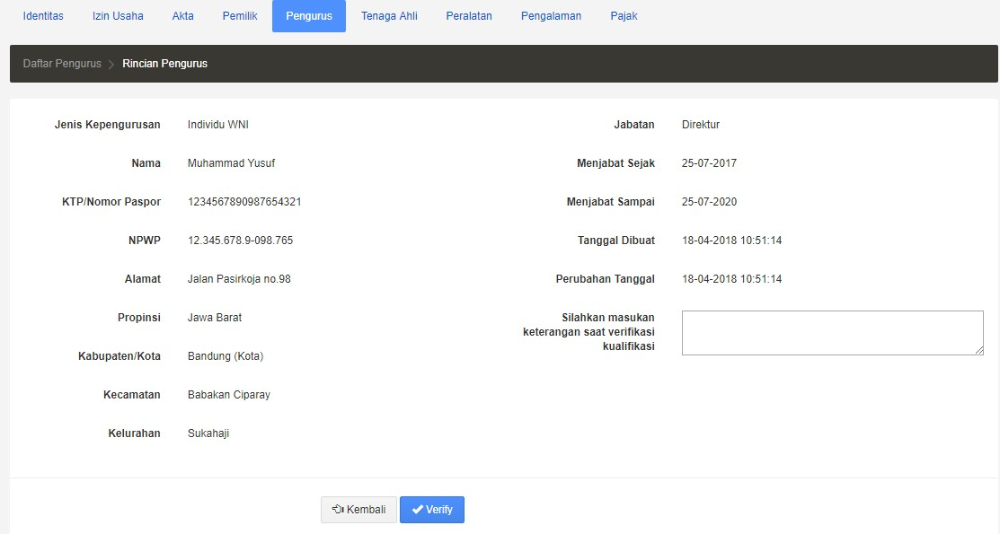 Identitas Izin Usaha Akta Pemilik Pengurus Tenaga Ahli Peralatan Pengalaman Pajak
Daftar Pengurus Rincian Pengurus
Jenis Kepengurusan Individu WNI
Nama Muhammad Yusuf
KTP/Nomor Paspor 1234567890987654321
NPWP 12.345.678.9-098.765
Alamat Jalan Pasirkoja no.98
Propinsi Jawa Barat
Kabupaten/Kota Bandung (Kota)
Kecamatan Babakan Ciparay
Kelurahan Sukahaji
Jabatan Direktur
Menjabat Sejak 25-07-2017
Menjabat Sampai 25-07-2020
Tanggal Dibuat 18-04-2018 10:51:14
Perubahan Tanggal 18-04-2018 10:51:14
Silahkan masukan
keterangan saat verifikasi
kualifikasi
Kembali Verify